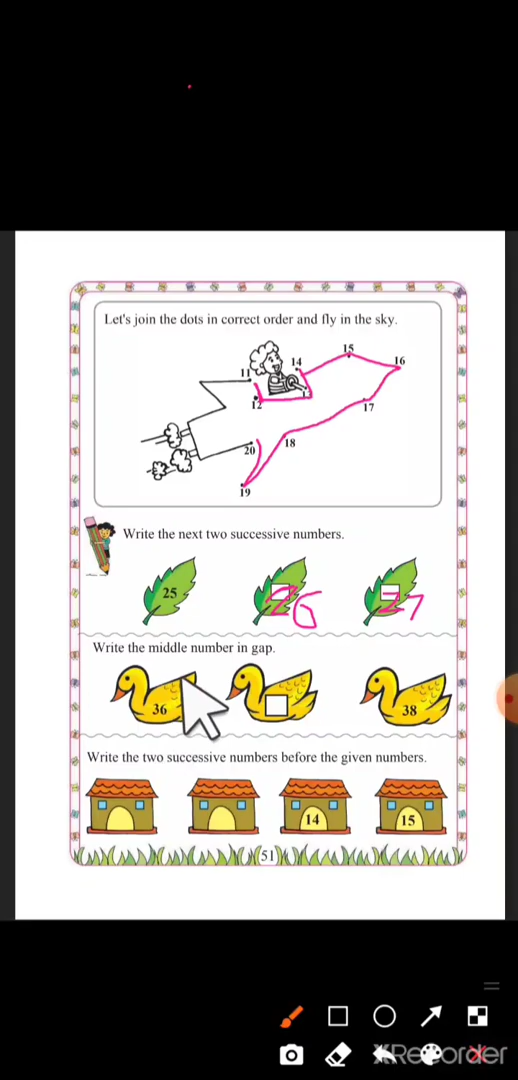 Let's join the dots in correct order and fly in the sky.
11 14 15 16
12 13 17
20 18
19
Write the next two successive numbers.
25 26 27
Write the middle number in gap.
36 38
Write the two successive numbers before the given numbers.
14 15
51
XRecorder